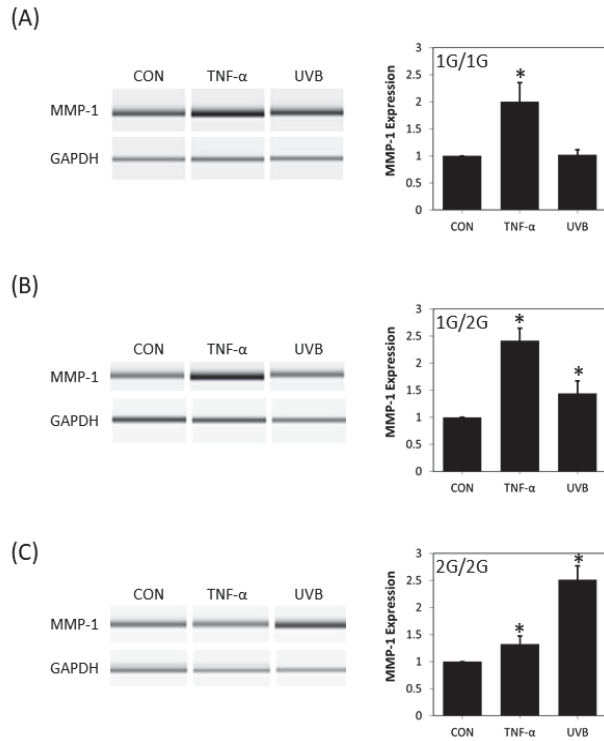 (A)
CON TNF-α UVB
MMP-1
GAPDH
MMP-1 Expression
3
2.5
2
1.5
1
0.5
0
1G/1G
*
CON TNF-α UVB
(B)
CON TNF-α UVB
MMP-1
GAPDH
MMP-1 Expression
3
2.5
2
1.5
1
0.5
0
1G/2G
*
*
CON TNF-α UVB
(C)
CON TNF-α UVB
MMP-1
GAPDH
MMP-1 Expression
3
2.5
2
1.5
1
0.5
0
2G/2G
*
*
CON TNF-α UVB